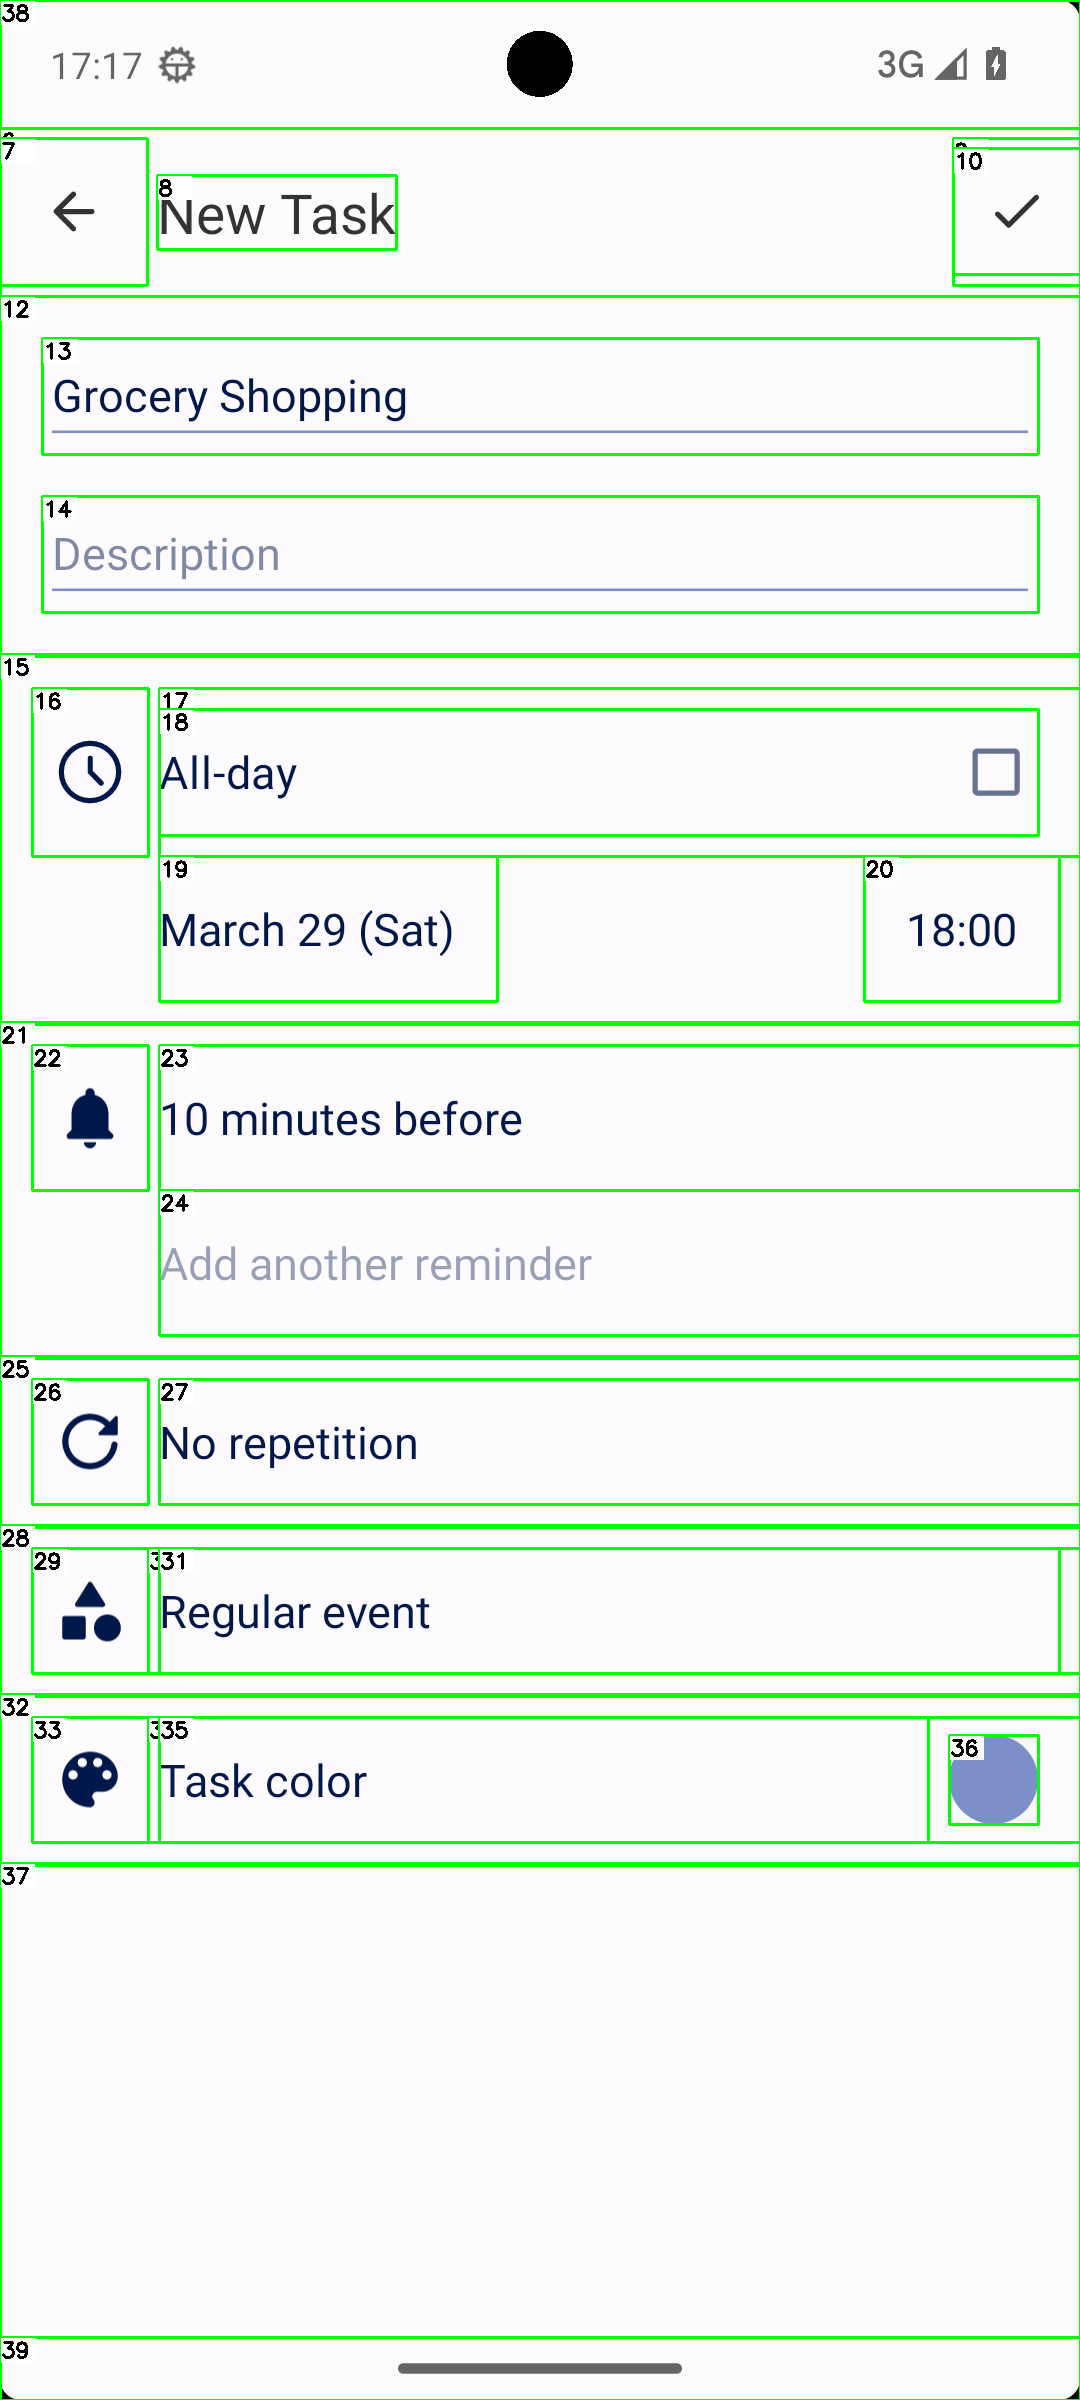 38
17:17 3G
7
8
New Task
10
12
13
Grocery Shopping
14
Description
15
16
17
18
All-day
19
March 29 (Sat)
20
18:00
21
22
23
10 minutes before
24
Add another reminder
25
26
27
No repetition
28
29
31
Regular event
32
33
35
Task color
36
37
39